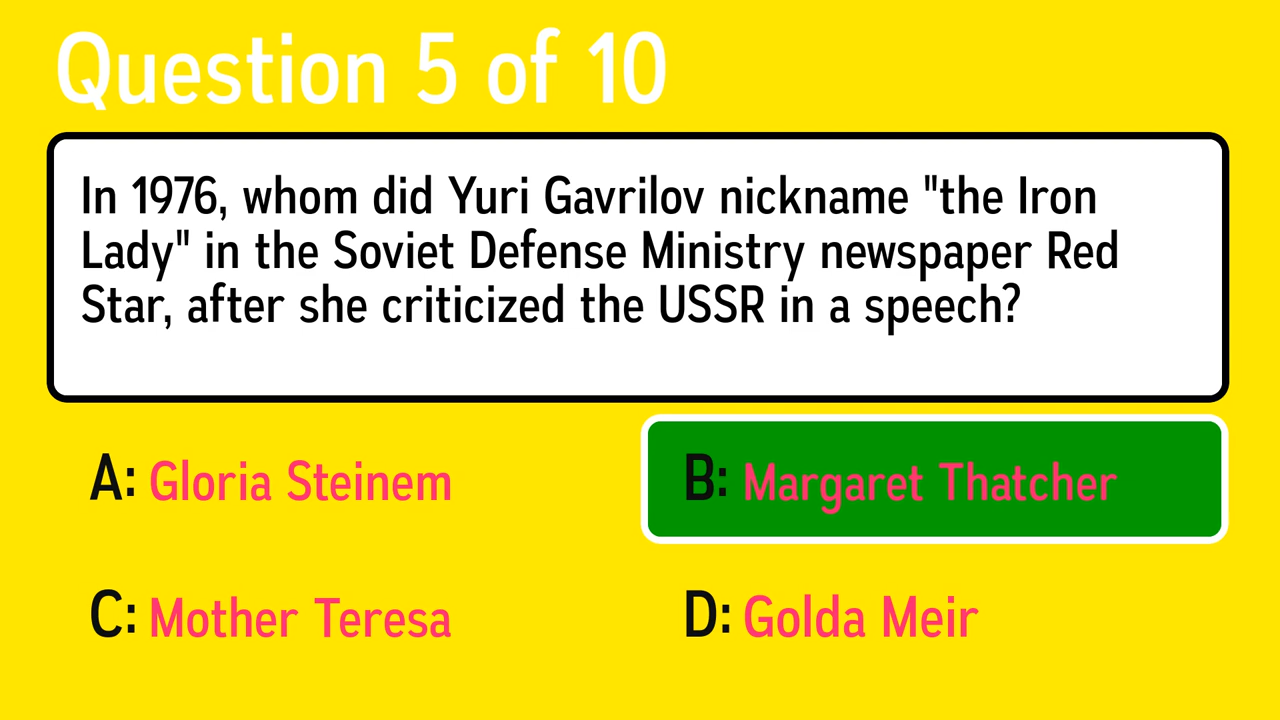 Question 5 of 10
In 1976, whom did Yuri Gavrilov nickname "the Iron
Lady" in the Soviet Defense Ministry newspaper Red
Star, after she criticized the USSR in a speech?
A: Gloria Steinem
B: Margaret Thatcher
C: Mother Teresa
D: Golda Meir